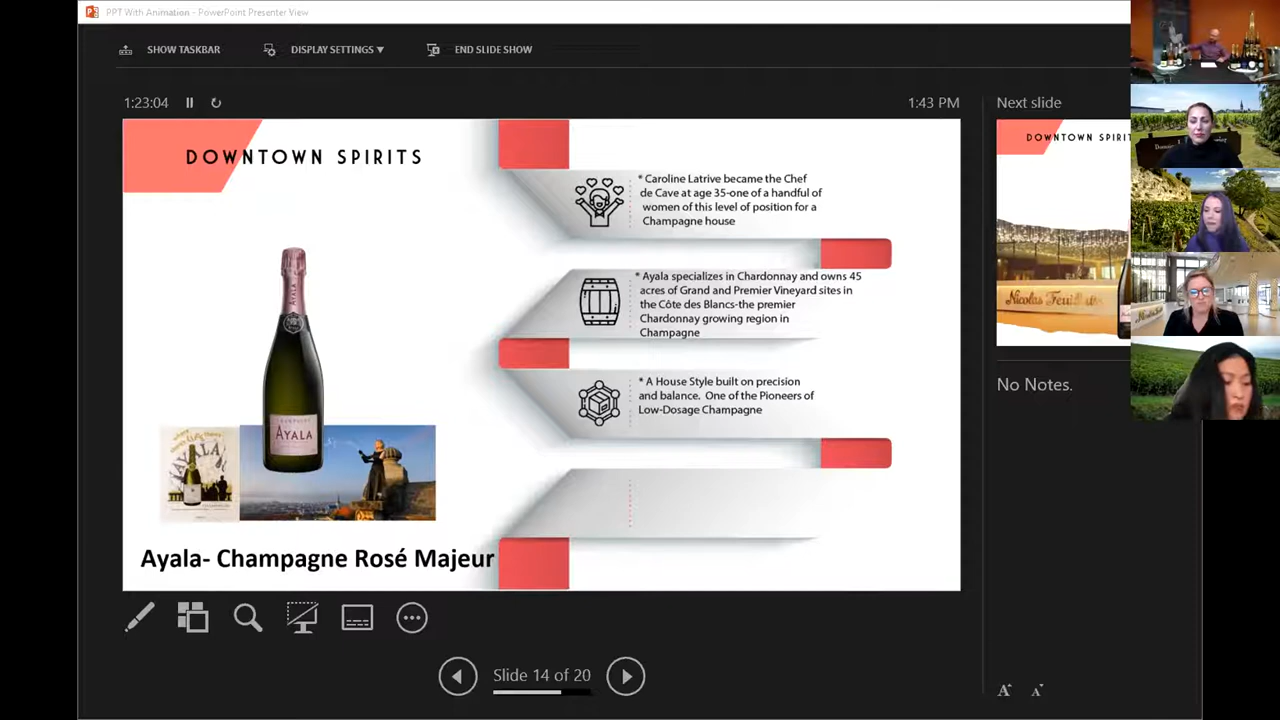 PPT With Animation - PowerPoint Presenter View
SHOW TASKBAR
DISPLAY SETTINGS ▼
END SLIDE SHOW
1:23:04
1:43 PM
Next slide
DOWNTOWN SPIRITS
* Caroline Latrive became the Chef
de Cave at age 35-one of a handful of
women of this level of position for a
Champagne house
* Ayala specializes in Chardonnay and owns 45
acres of Grand and Premier Vineyard sites in
the Côte des Blancs-the premier
Chardonnay growing region in
Champagne
* A House Style built on precision
and balance. One of the Pioneers of
Low-Dosage Champagne
AYALA
AYALA
Ayala- Champagne Rosé Majeur
DOWNTOWN SPIRI
Nicolas Feuillatte
No Notes.
Slide 14 of 20